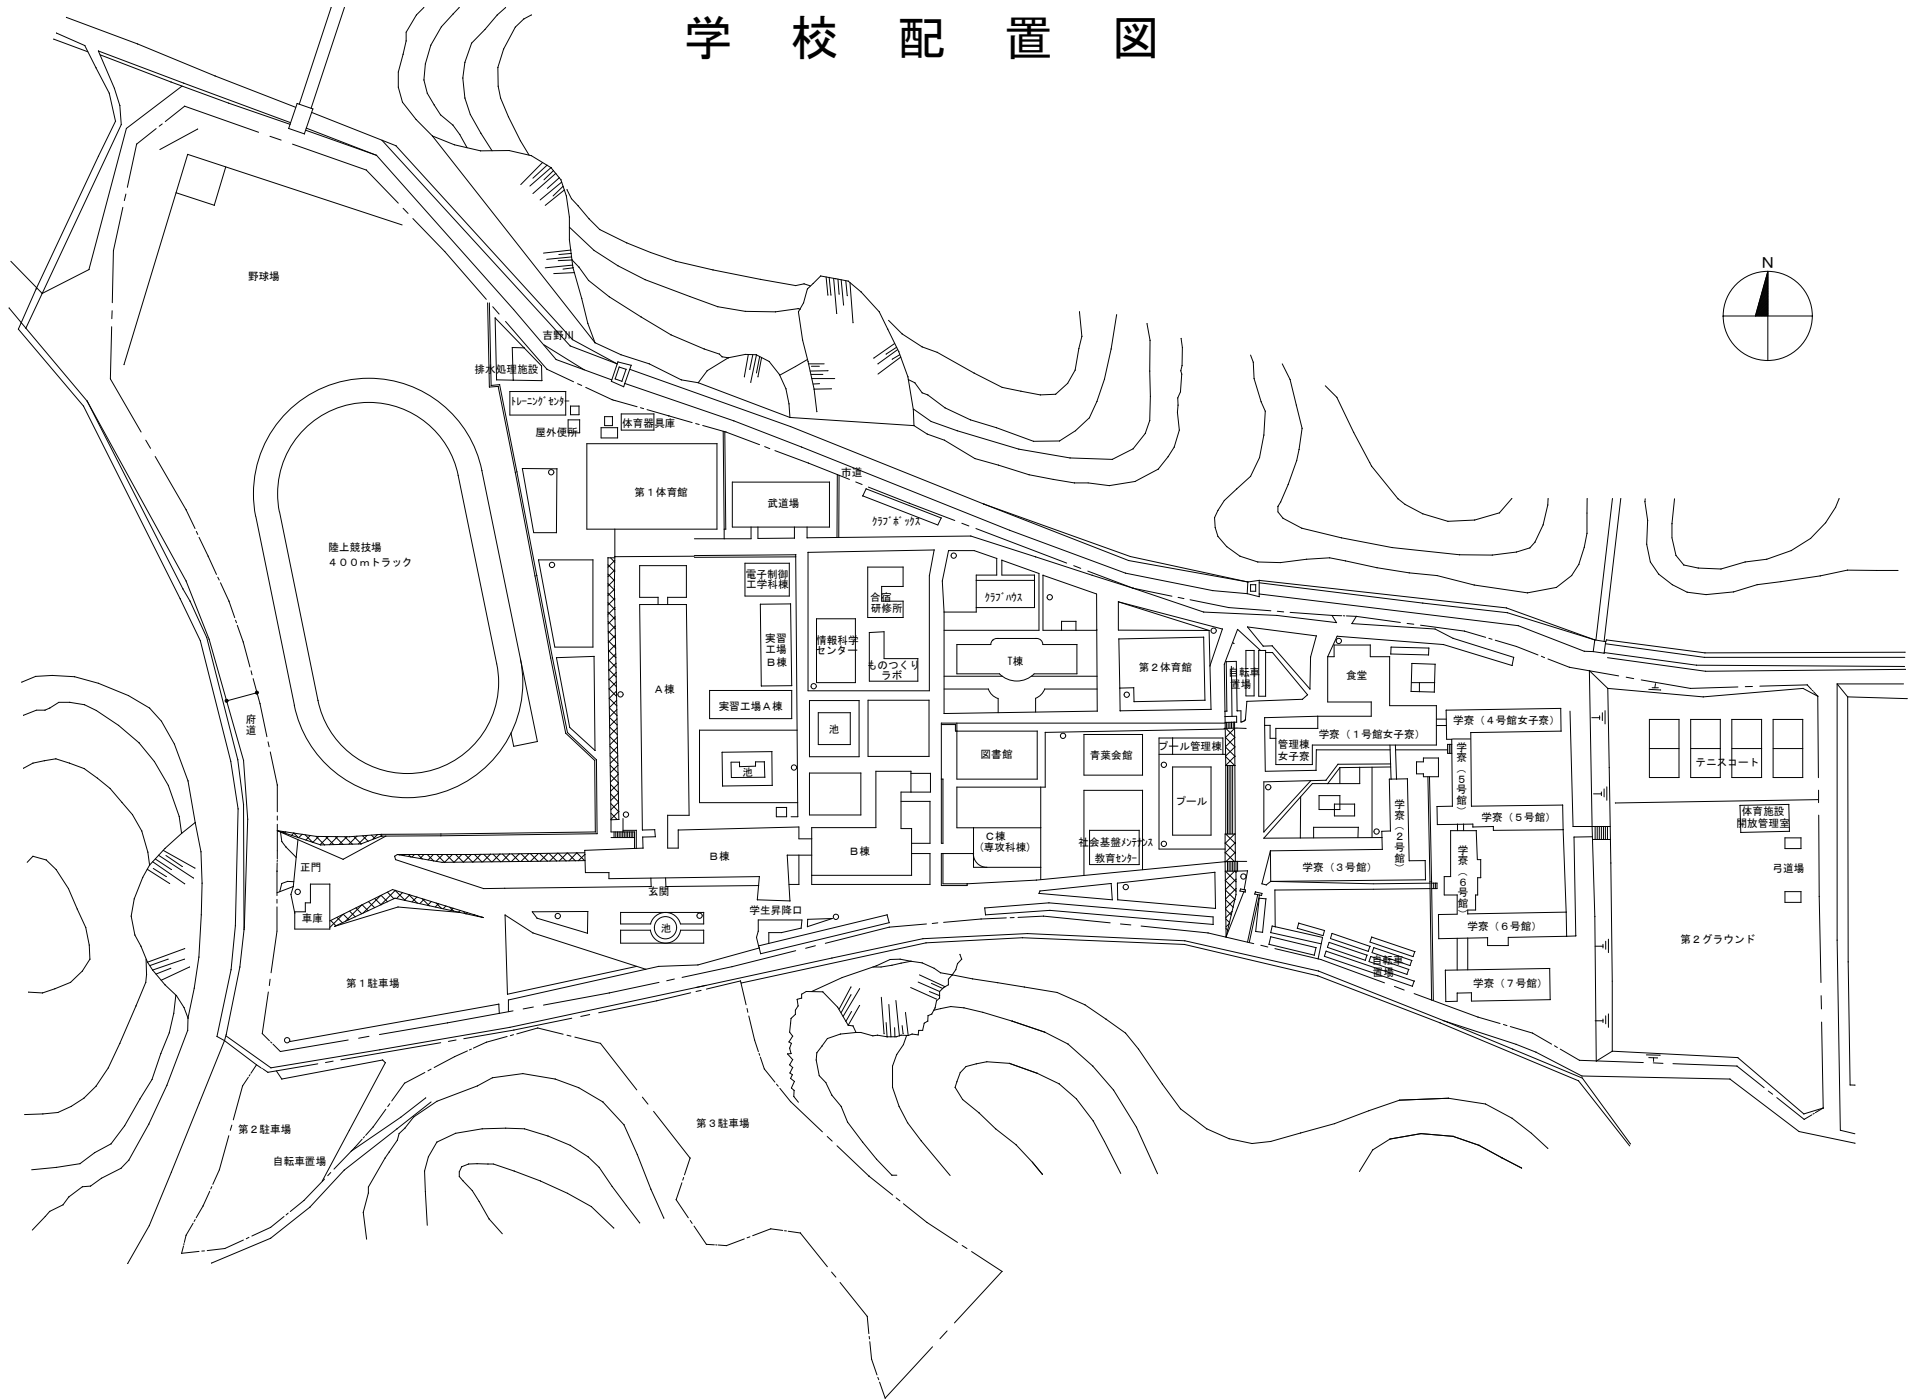 学校配置図
N
野球場
吉野川
排水処理施設
ﾄﾚｰﾆﾝｸﾞｾﾝﾀｰ
屋外便所
体育器具庫
第１体育館
武道場
市道
ｸﾗﾌﾞﾎﾞｯｸｽ
陸上競技場
４００ｍトラック
電子制御
工学科棟
合宿
研修所
ｸﾗﾌﾞﾊｳｽ
実習
工場
Ｂ棟
情報科学
センター
ものつくり
ラボ
T棟
第２体育館
自転車
置場
食堂
Ａ棟
実習工場Ａ棟
池
府道
図書館
青葉会館
プール管理棟
管理棟
女子寮
学寮（１号館女子寮）
学寮（４号館女子寮）
学寮（５号館）
テニスコート
池
プール
学寮（２号館）
学寮（５号館）
体育施設
開放管理室
正門
Ｂ棟
Ｂ棟
Ｃ棟
（専攻科棟）
社会基盤ﾒﾝﾃﾅﾝｽ
教育ｾﾝﾀｰ
学寮（３号館）
学寮（６号館）
弓道場
車庫
玄関
学生昇降口
池
学寮（６号館）
第２グラウンド
自転車
置場
第１駐車場
学寮（７号館）
第２駐車場
自転車置場
第３駐車場